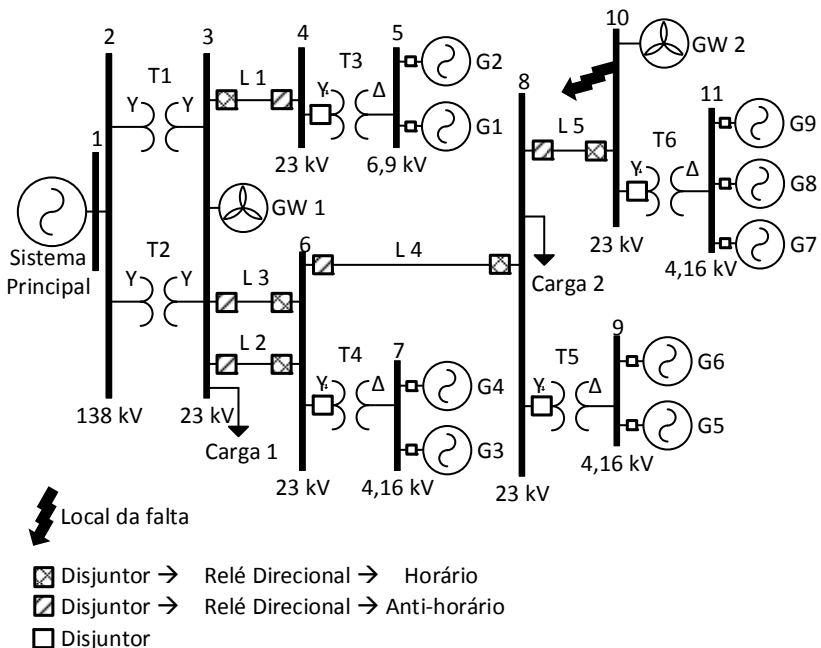 2
T1
Y
Y
3
L 1
4
T3
Y
Δ
5
G2
G1
23 kV
6,9 kV
1
Sistema
Principal
GW 1
T2
Y
Y
L 3
L 2
138 kV
23 kV
Carga 1
6
L 4
T4
Y
Δ
7
G4
G3
23 kV
4,16 kV
8
L 5
Carga 2
T5
Y
Δ
9
G6
G5
23 kV
4,16 kV
10
GW 2
T6
Y
Δ
11
G9
G8
G7
23 kV
4,16 kV
Local da falta
Disjuntor → Relé Direcional → Horário
Disjuntor → Relé Direcional → Anti-horário
Disjuntor